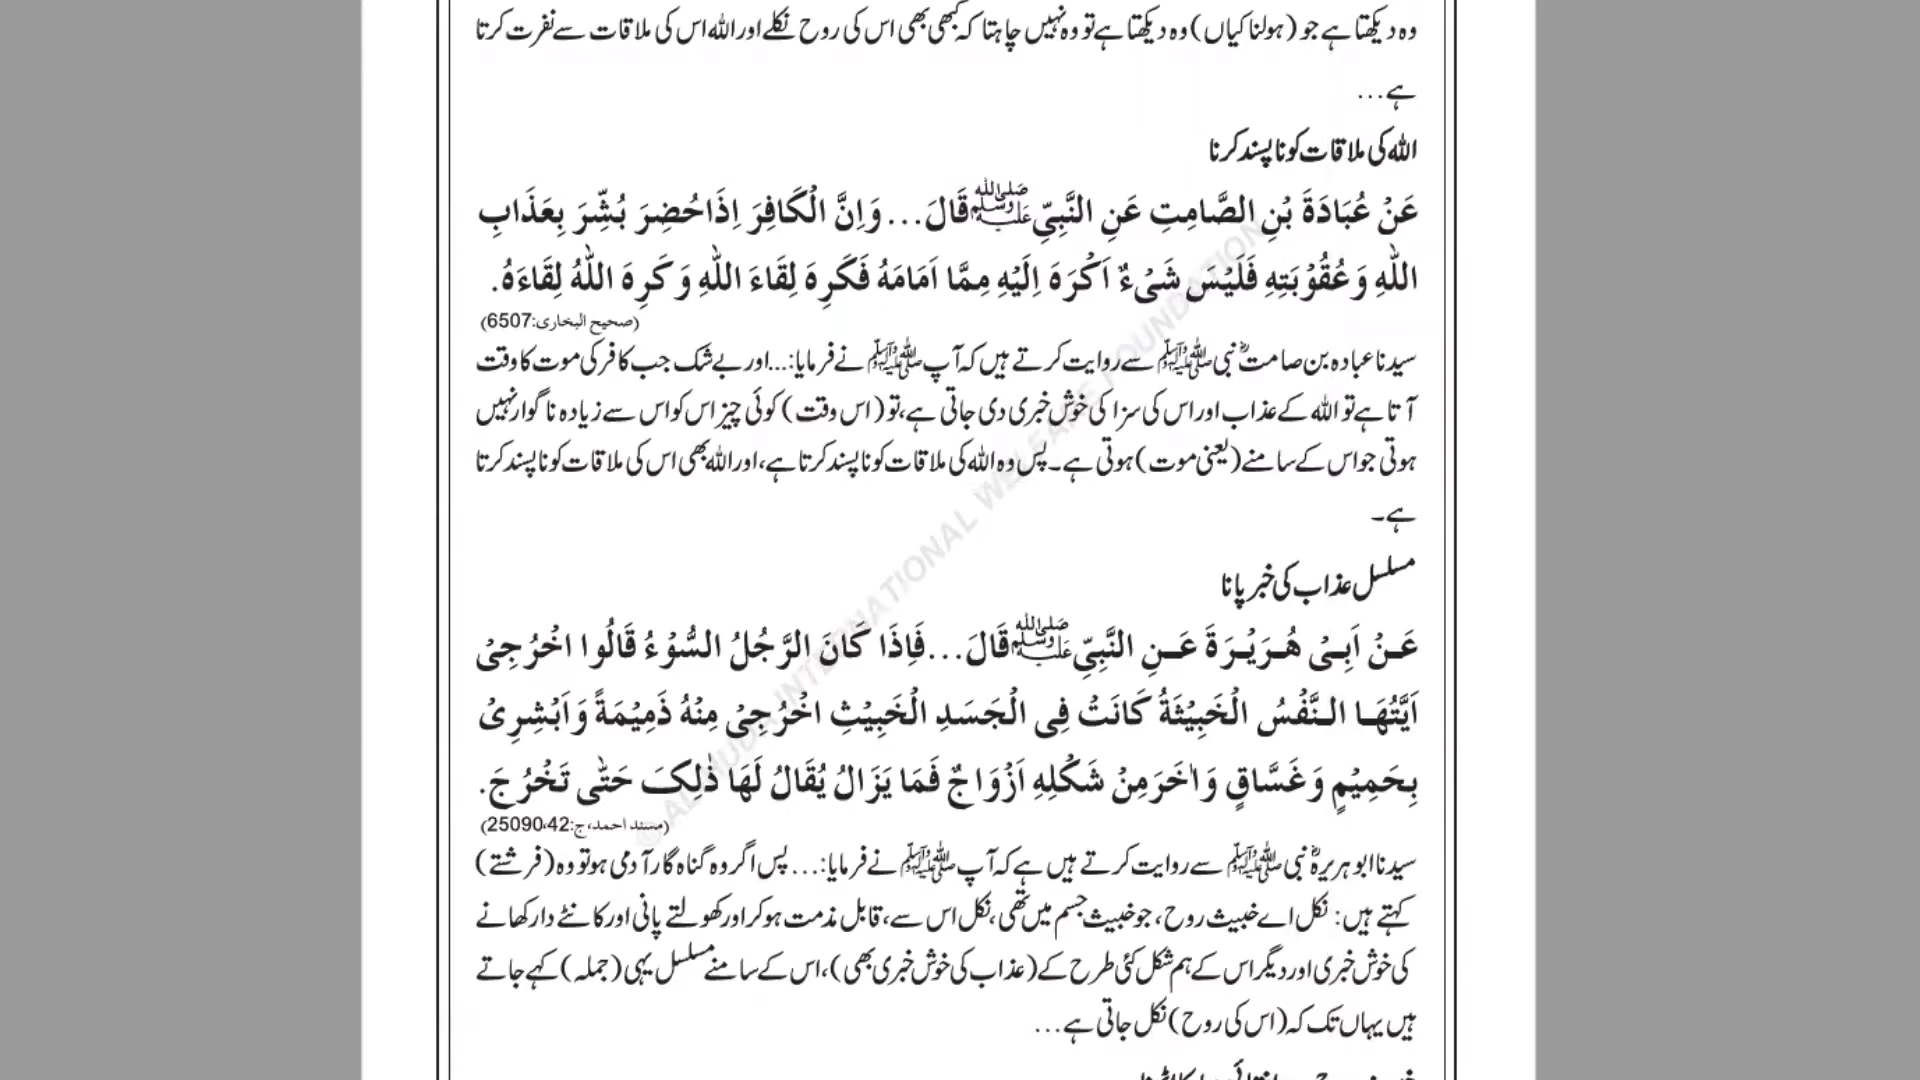 وہ دیکھتا ہے جو (ہولناکیاں) وہ دیکھتا ہے تو وہ نہیں چاہتا کہ کبھی بھی اس کی روح نکلے اور اللہ اس کی ملاقات سے نفرت کرتا
ہے...
اللہ کی ملاقات کو ناپسند کرنا
عَنْ عُبَادَةَ بْنِ الصَّامِتِ عَنِ النَّبِيِّ ﷺ قَالَ... وَاِنَّ الْكَافِرَ اِذَا حُضِرَ بُشِّرَ بِعَذَابِ
اللّٰهِ وَ عُقُوْبَتِهِ فَلَيْسَ شَیْءٌ اَكْرَهَ اِلَيْهِ مِمَّا اَمَامَهُ فَكَرِهَ لِقَاءَ اللّٰهِ وَ كَرِهَ اللّٰهُ لِقَاءَهُ.
(صحیح البخاری:6507)
سیدنا عبادہ بن صامتؓ نبی ﷺ سے روایت کرتے ہیں کہ آپ ﷺ نے فرمایا:...اور بے شک جب کافر کی موت کا وقت
آتا ہے تو اللہ کے عذاب اور اس کی سزا کی خوش خبری دی جاتی ہے، تو (اس وقت) کوئی چیز اس کو اس سے زیادہ ناگوار نہیں
ہوتی جو اس کے سامنے (یعنی موت) ہوتی ہے۔ پس وہ اللہ کی ملاقات کو ناپسند کرتا ہے، اور اللہ بھی اس کی ملاقات کو ناپسند کرتا
ہے۔
مسلسل عذاب کی خبر پانا
عَنْ اَبِیْ هُرَيْرَةَ عَنِ النَّبِيِّ ﷺ قَالَ...فَاِذَا كَانَ الرَّجُلُ السُّوْءُ قَالُوا اخْرُجِیْ
اَيَّتُهَا النَّفْسُ الْخَبِيْثَةُ كَانَتْ فِی الْجَسَدِ الْخَبِيْثِ اخْرُجِیْ مِنْهُ ذَمِيْمَةً وَ اَبْشِرِیْ
بِحَمِيْمٍ وَ غَسَّاقٍ وَ اٰخَرَ مِنْ شَكْلِهِ اَزْوَاجٌ فَمَا يَزَالُ يُقَالُ لَهَا ذٰلِکَ حَتّٰی تَخْرُجَ.
(مسند احمد، ج:42،25090)
سیدنا ابو ہریرہؓ نبی ﷺ سے روایت کرتے ہیں ہے کہ آپ ﷺ نے فرمایا:... پس اگر وہ گناہ گار آدمی ہو تو وہ (فرشتے)
کہتے ہیں: نکل اے خبیث روح، جو خبیث جسم میں تھی، نکل اس سے، قابل مذمت ہو کر اور کھولتے پانی اور کانٹے دار کھانے
کی خوش خبری اور دیگر اس کے ہم شکل کئی طرح کے (عذاب کی خوش خبری بھی)، اس کے سامنے مسلسل یہی (جملہ) کہے جاتے
ہیں یہاں تک کہ (اس کی روح) نکل جاتی ہے...
© AL HUDA INTERNATIONAL WELFARE FOUNDATION